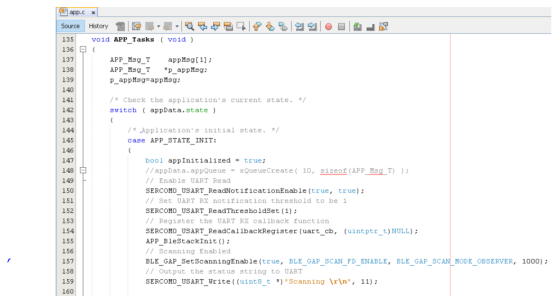 app.c
Source History
135 void APP_Tasks ( void )
136 {
137 APP_Msg_T appMsg[1];
138 APP_Msg_T *p_appMsg;
139 p_appMsg=appMsg;
140
141 /* Check the application's current state. */
142 switch ( appData.state )
143 {
144 /* Application's initial state. */
145 case APP_STATE_INIT:
146 {
147 bool appInitialized = true;
148 //appData.appQueue = xQueueCreate( 10, sizeof(APP_Msg_T) );
149 // Enable UART Read
150 SERCOM0_USART_ReadNotificationEnable(true, true);
151 // Set UART RX notification threshold to be 1
152 SERCOM0_USART_ReadThresholdSet(1);
153 // Register the UART RX callback function
154 SERCOM0_USART_ReadCallbackRegister(uart_cb, (uintptr_t)NULL);
155 APP_BleStackInit();
156 // Scanning Enabled
157 BLE_GAP_SetScanningEnable(true, BLE_GAP_SCAN_FD_ENABLE, BLE_GAP_SCAN_MODE_OBSERVER, 1000);
158 // Output the status string to UART
159 SERCOM0_USART_Write((uint8_t *)"Scanning \r\n", 11);
160